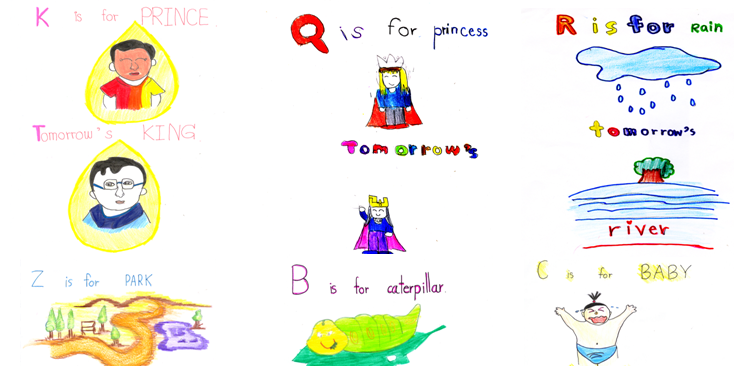 K is for PRINCE
Tomorrow's KING
Q is for princess
Tomorrow's
R is for Rain
tomorrow's
river
Z is for PARK
B is for caterpillar
C is for BABY